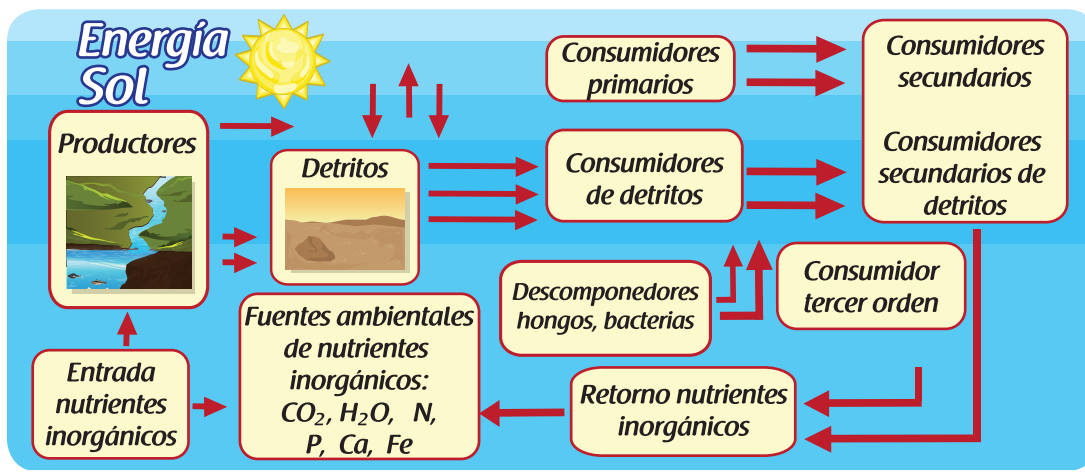 Energía
Sol
Productores
Detritos
Consumidores
primarios
Consumidores
de detritos
Consumidores
secundarios
Consumidores
secundarios de
detritos
Consumidor
tercer orden
Descomponedores
hongos, bacterias
Fuentes ambientales
de nutrientes
inorgánicos:
CO₂, H₂O, N,
P, Ca, Fe
Entrada
nutrientes
inorgánicos
Retorno nutrientes
inorgánicos